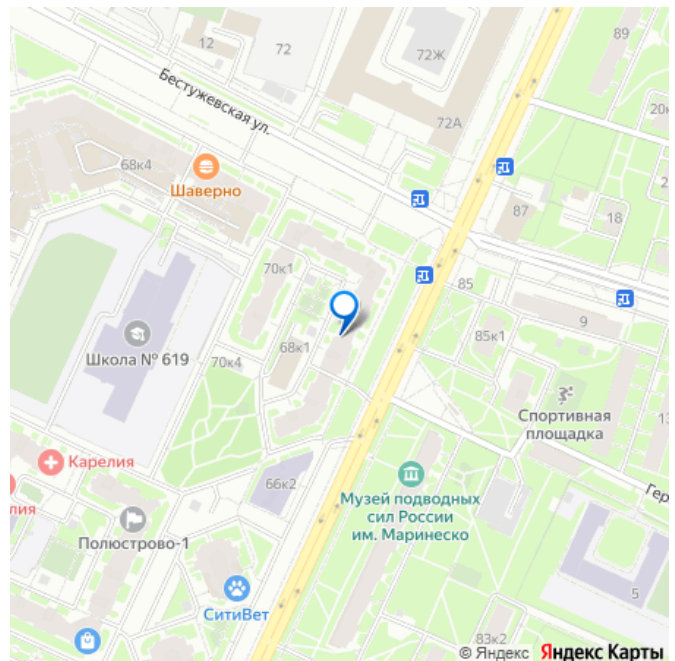 89
12
72
72Ж
Бестужевская ул.
72А
68к4
Шаверно
87
18
70к1
85
9
85к1
Школа № 619
68к1
70к4
Спортивная
площадка
Карелия
66к2
Музей подводных
сил России
им. Маринеско
Полюстрово-1
СитиВет
5
83к2
© Яндекс Яндекс Карты